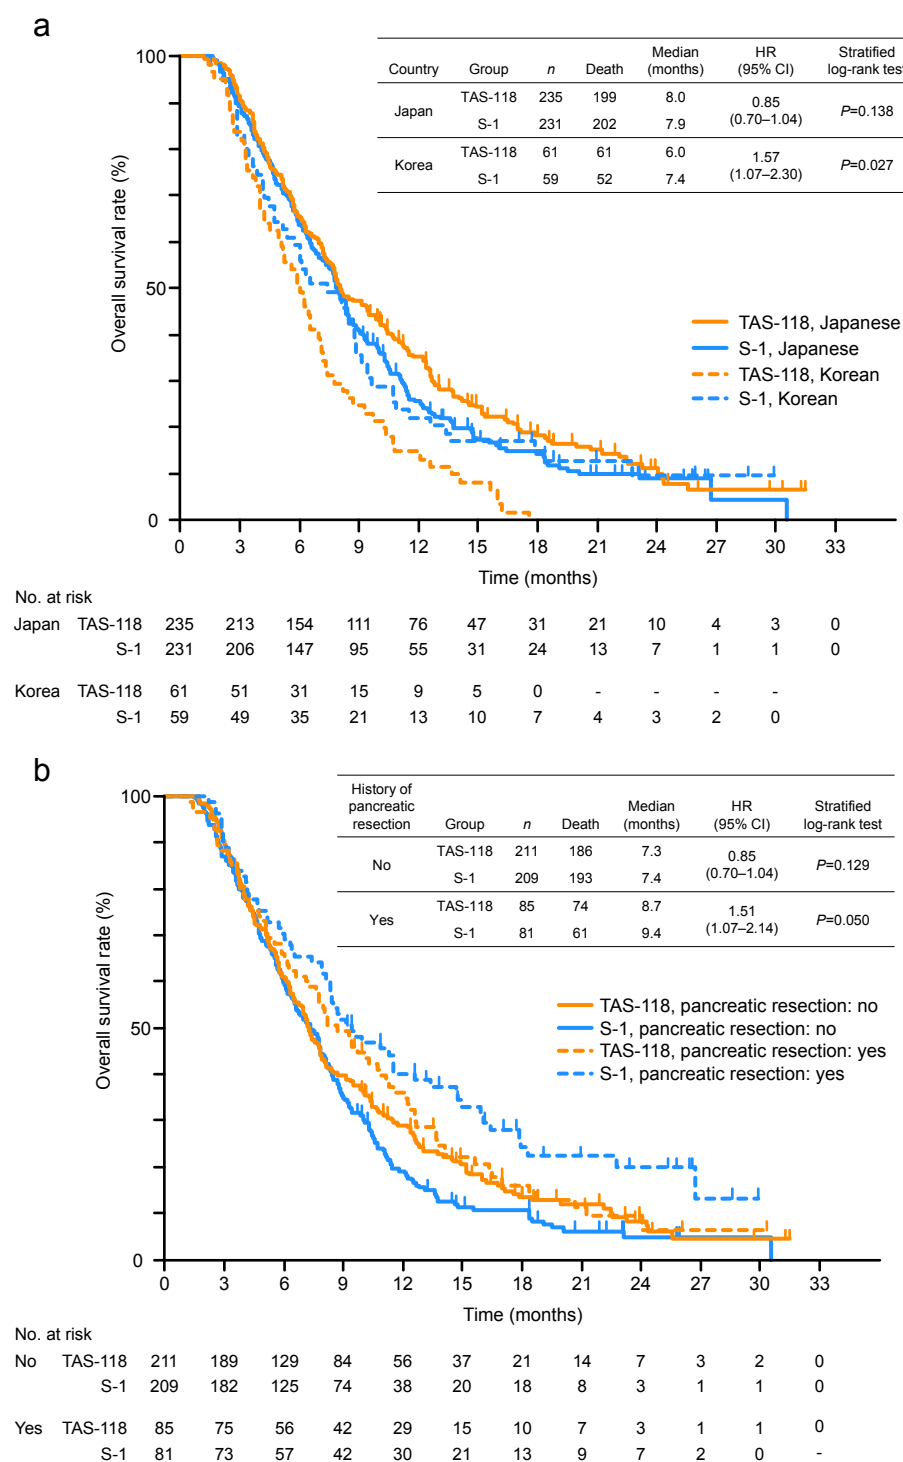 a
Country Group n Death Median (months) HR (95% CI) Stratified log-rank test
Japan TAS-118 235 199 8.0 0.85 (0.70–1.04) P=0.138
S-1 231 202 7.9
Korea TAS-118 61 61 6.0 1.57 (1.07–2.30) P=0.027
S-1 59 52 7.4
Overall survival rate (%)
100
50
0
TAS-118, Japanese
S-1, Japanese
TAS-118, Korean
S-1, Korean
0 3 6 9 12 15 18 21 24 27 30 33
Time (months)
No. at risk
Japan TAS-118 235 213 154 111 76 47 31 21 10 4 3 0
S-1 231 206 147 95 55 31 24 13 7 1 1 0
Korea TAS-118 61 51 31 15 9 5 0 - - - -
S-1 59 49 35 21 13 10 7 4 3 2 0
b
History of pancreatic resection Group n Death Median (months) HR (95% CI) Stratified log-rank test
No TAS-118 211 186 7.3 0.85 (0.70–1.04) P=0.129
S-1 209 193 7.4
Yes TAS-118 85 74 8.7 1.51 (1.07–2.14) P=0.050
S-1 81 61 9.4
Overall survival rate (%)
100
50
0
TAS-118, pancreatic resection: no
S-1, pancreatic resection: no
TAS-118, pancreatic resection: yes
S-1, pancreatic resection: yes
0 3 6 9 12 15 18 21 24 27 30 33
Time (months)
No. at risk
No TAS-118 211 189 129 84 56 37 21 14 7 3 2 0
S-1 209 182 125 74 38 20 18 8 3 1 1 0
Yes TAS-118 85 75 56 42 29 15 10 7 3 1 1 0
S-1 81 73 57 42 30 21 13 9 7 2 0 -